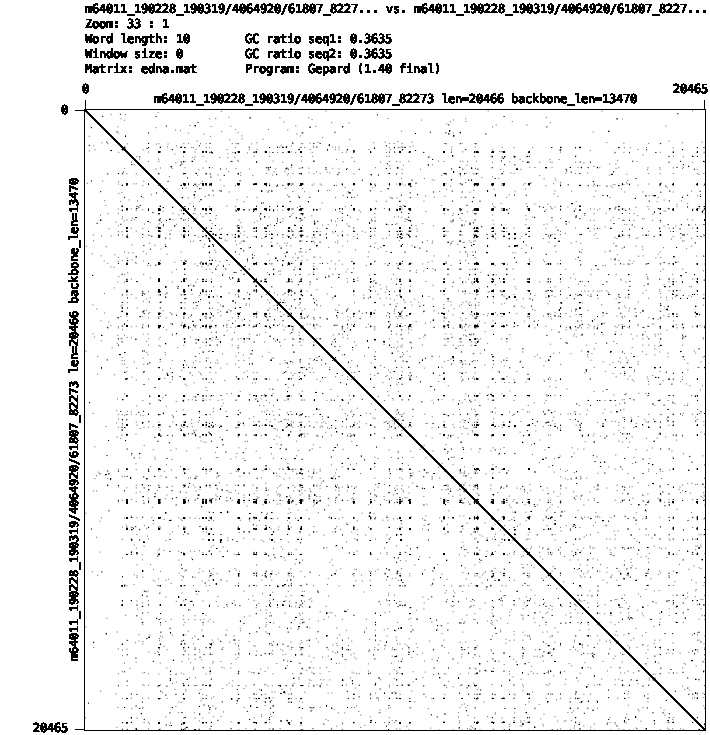 m64011_190228_190319/4064920/61807_8227... vs. m64011_190228_190319/4064920/61807_8227...
Zoom: 33 : 1
Word length: 10 GC ratio seq1: 0.3635
Window size: 0 GC ratio seq2: 0.3635
Matrix: edna.mat Program: Gepard (1.40 final)
0 20465
m64011_190228_190319/4064920/61807_82273 len=20466 backbone_len=13470
0
m64011_190228_190319/4064920/61807_82273 len=20466 backbone_len=13470
20465